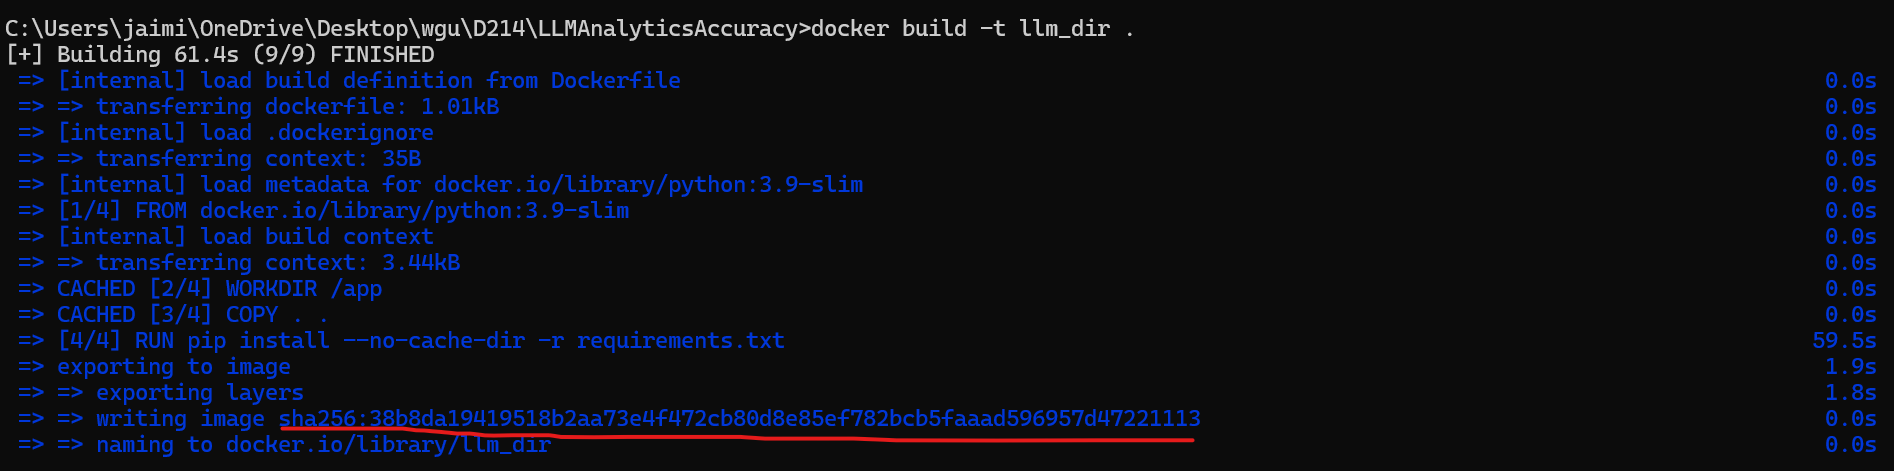 C:\Users\jaimi\OneDrive\Desktop\wgu\D214\LLMAnalyticsAccuracy>docker build -t llm_dir .
[+] Building 61.4s (9/9) FINISHED
=> [internal] load build definition from Dockerfile 0.0s
=> => transferring dockerfile: 1.01kB 0.0s
=> [internal] load .dockerignore 0.0s
=> => transferring context: 35B 0.0s
=> [internal] load metadata for docker.io/library/python:3.9-slim 0.0s
=> [1/4] FROM docker.io/library/python:3.9-slim 0.0s
=> [internal] load build context 0.0s
=> => transferring context: 3.44kB 0.0s
=> CACHED [2/4] WORKDIR /app 0.0s
=> CACHED [3/4] COPY . . 0.0s
=> [4/4] RUN pip install --no-cache-dir -r requirements.txt 59.5s
=> exporting to image 1.9s
=> => exporting layers 1.8s
=> => writing image sha256:38b8da19419518b2aa73e4f472cb80d8e85ef782bcb5faaad596957d47221113 0.0s
=> => naming to docker.io/library/llm_dir 0.0s